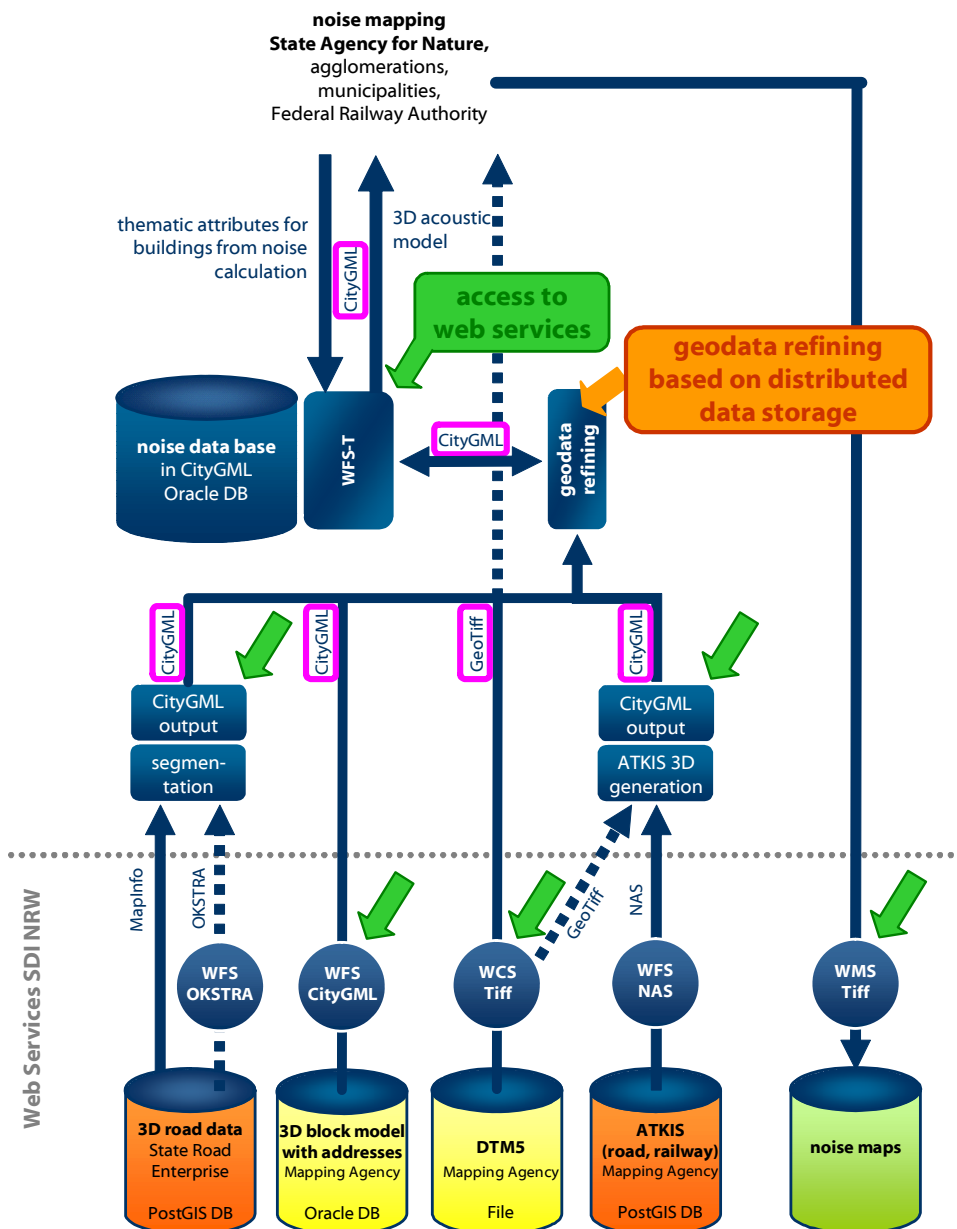 noise mapping
State Agency for Nature,
agglomerations,
municipalities,
Federal Railway Authority
thematic attributes for
buildings from noise
calculation
CityGML
3D acoustic
model
access to
web services
geodata refining
based on distributed
data storage
noise data base
in CityGML
Oracle DB
WFS-T
CityGML
geodata
refining
CityGML
CityGML
GeoTiff
CityGML
CityGML
output
segmen-
tation
CityGML
output
ATKIS 3D
generation
Web Services SDI NRW
MapInfo
OKSTRA
GeoTiff
NAS
WFS
OKSTRA
WFS
CityGML
WCS
Tiff
WFS
NAS
WMS
Tiff
3D road data
State Road
Enterprise
PostGIS DB
3D block model
with addresses
Mapping Agency
Oracle DB
DTM5
Mapping Agency
File
ATKIS
(road, railway)
Mapping Agency
PostGIS DB
noise maps